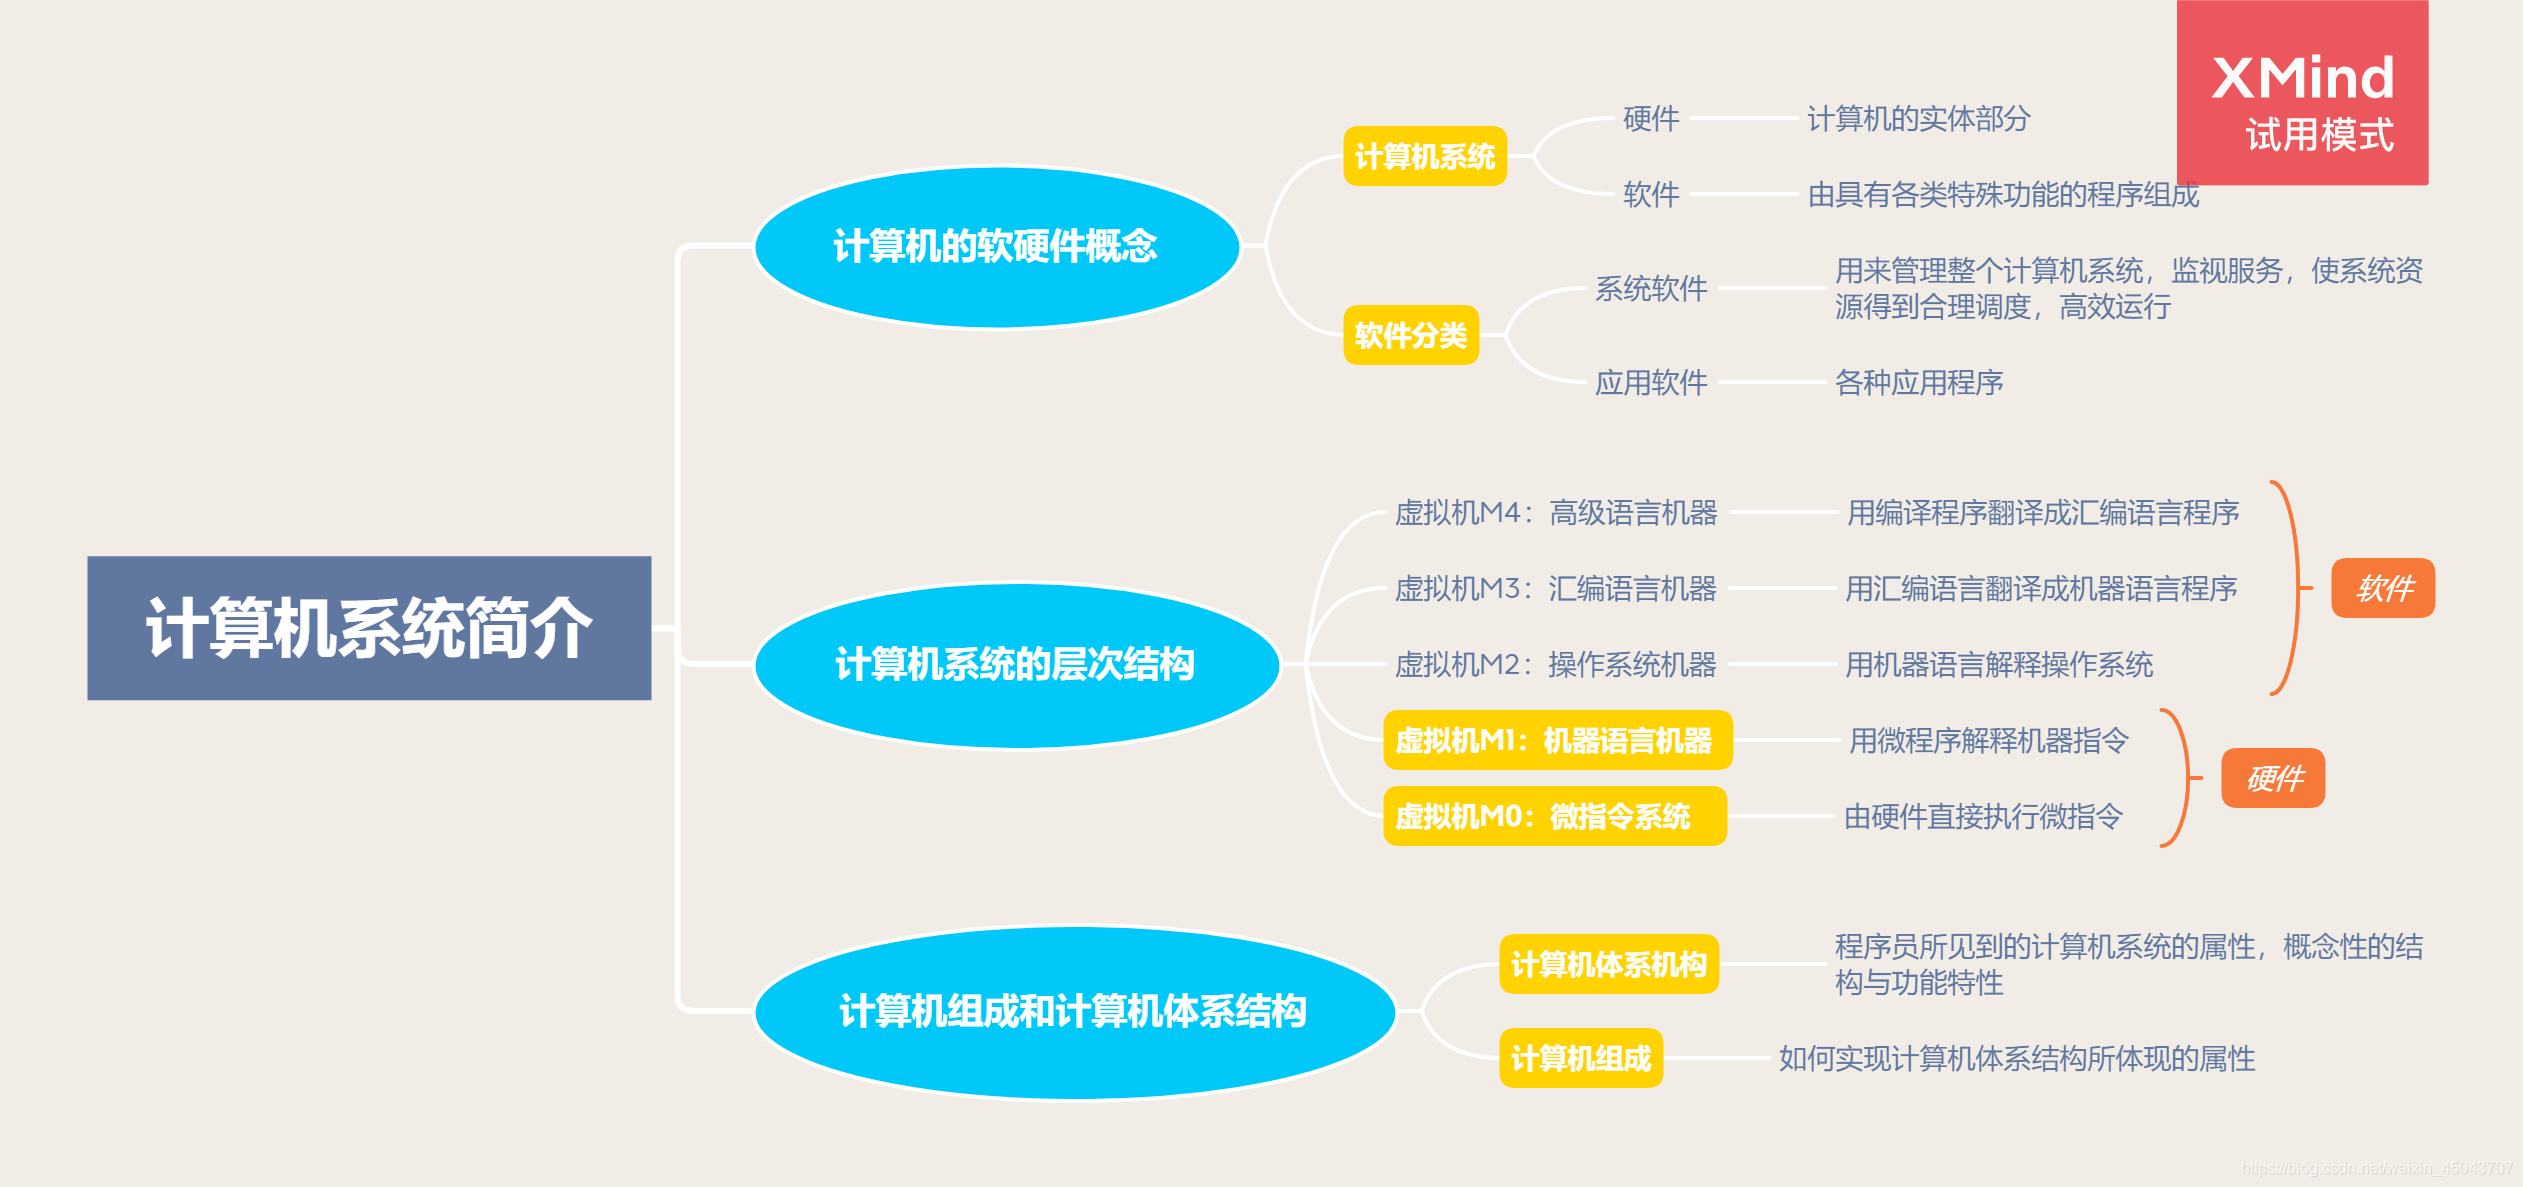 XMind
试用模式
计算机系统简介
计算机的软硬件概念
计算机系统
硬件
计算机的实体部分
软件
由具有各类特殊功能的程序组成
软件分类
系统软件
用来管理整个计算机系统，监视服务，使系统资
源得到合理调度，高效运行
应用软件
各种应用程序
计算机系统的层次结构
虚拟机M4：高级语言机器
用编译程序翻译成汇编语言程序
虚拟机M3：汇编语言机器
用汇编语言翻译成机器语言程序
虚拟机M2：操作系统机器
用机器语言解释操作系统
软件
虚拟机M1：机器语言机器
用微程序解释机器指令
虚拟机M0：微指令系统
由硬件直接执行微指令
硬件
计算机组成和计算机体系结构
计算机体系机构
程序员所见到的计算机系统的属性，概念性的结
构与功能特性
计算机组成
如何实现计算机体系结构所体现的属性
https://blog.csdn.net/weixin_45043707